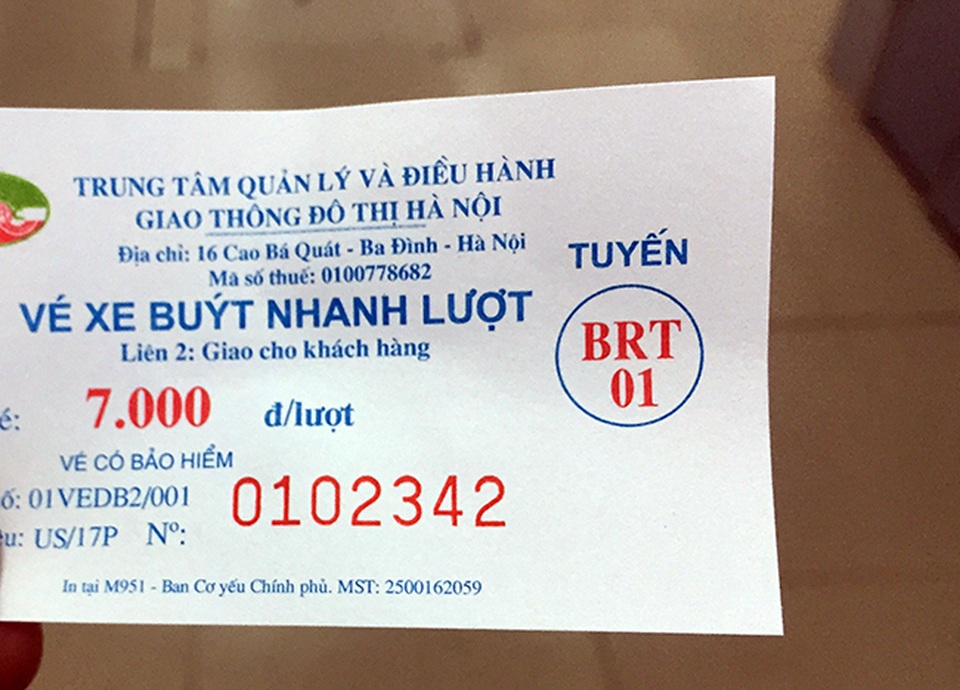 TRUNG TÂM QUẢN LÝ VÀ ĐIỀU HÀNH
GIAO THÔNG ĐÔ THỊ HÀ NỘI
Địa chỉ: 16 Cao Bá Quát - Ba Đình - Hà Nội
Mã số thuế: 0100778682
TUYẾN
VÉ XE BUÝT NHANH LƯỢT
BRT
01
Liên 2: Giao cho khách hàng
é: 7.000 đ/lượt
VÉ CÓ BẢO HIỂM
ố: 01VEDB2/001
u: US/17P Nº: 0102342
In tại M951 - Ban Cơ yếu Chính phủ. MST: 2500162059